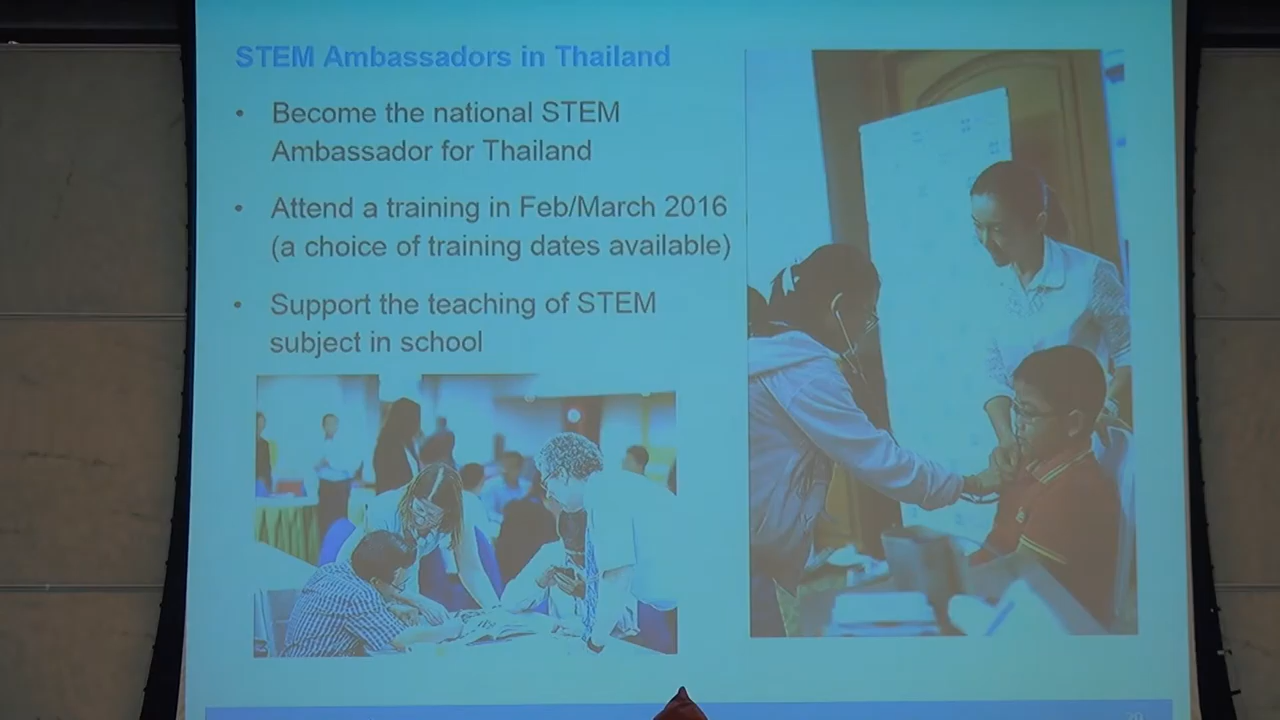 STEM Ambassadors in Thailand
• Become the national STEM
Ambassador for Thailand
• Attend a training in Feb/March 2016
(a choice of training dates available)
• Support the teaching of STEM
subject in school